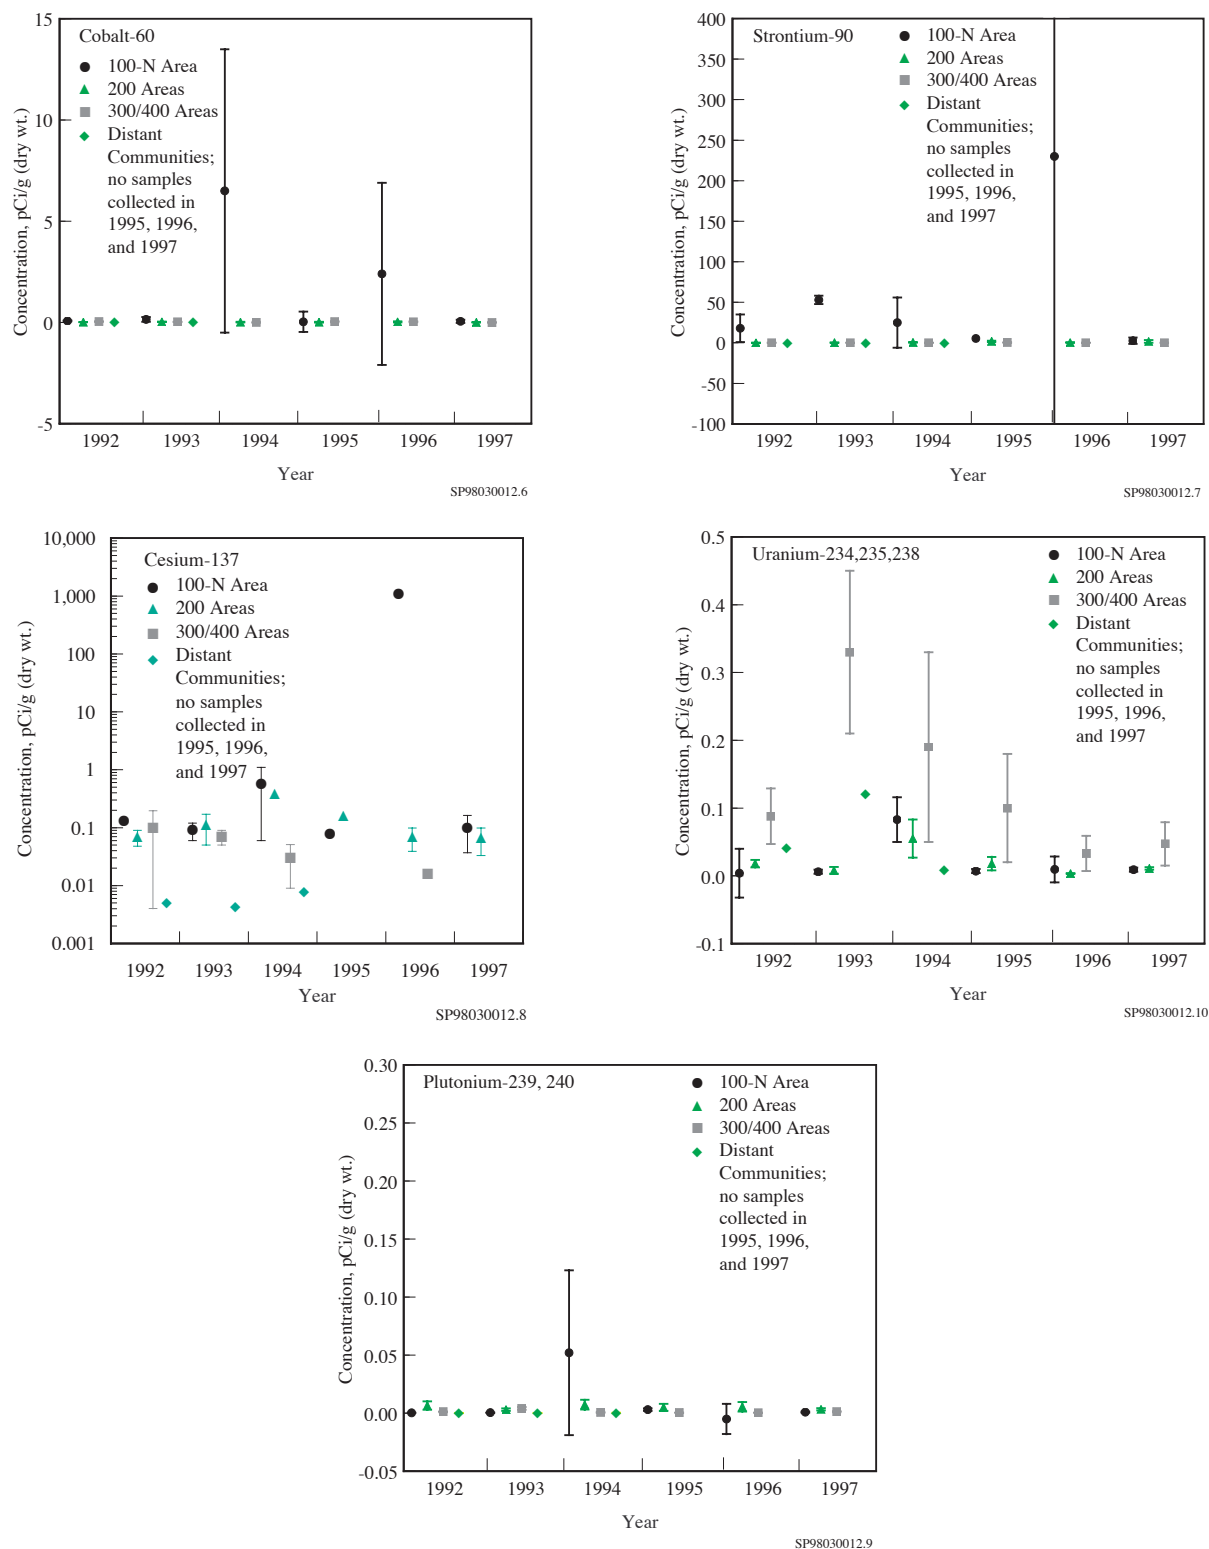 Cobalt-60
100-N Area
200 Areas
300/400 Areas
Distant
Communities;
no samples
collected in
1995, 1996,
and 1997
15
10
5
0
-5
Concentration, pCi/g (dry wt.)
1992 1993 1994 1995 1996 1997
Year
SP98030012.6
Strontium-90
100-N Area
200 Areas
300/400 Areas
Distant
Communities;
no samples
collected in
1995, 1996,
and 1997
400
350
300
250
200
150
100
50
0
-50
-100
Concentration, pCi/g (dry wt.)
1992 1993 1994 1995 1996 1997
Year
SP98030012.7
Cesium-137
100-N Area
200 Areas
300/400 Areas
Distant
Communities;
no samples
collected in
1995, 1996,
and 1997
10,000
1,000
100
10
1
0.1
0.01
0.001
Concentration, pCi/g (dry wt.)
1992 1993 1994 1995 1996 1997
Year
SP98030012.8
Uranium-234,235,238
100-N Area
200 Areas
300/400 Areas
Distant
Communities;
no samples
collected in
1995, 1996,
and 1997
0.5
0.4
0.3
0.2
0.1
0.0
-0.1
Concentration, pCi/g (dry wt.)
1992 1993 1994 1995 1996 1997
Year
SP98030012.10
Plutonium-239, 240
100-N Area
200 Areas
300/400 Areas
Distant
Communities;
no samples
collected in
1995, 1996,
and 1997
0.30
0.25
0.20
0.15
0.10
0.05
0.00
-0.05
Concentration, pCi/g (dry wt.)
1992 1993 1994 1995 1996 1997
Year
SP98030012.9